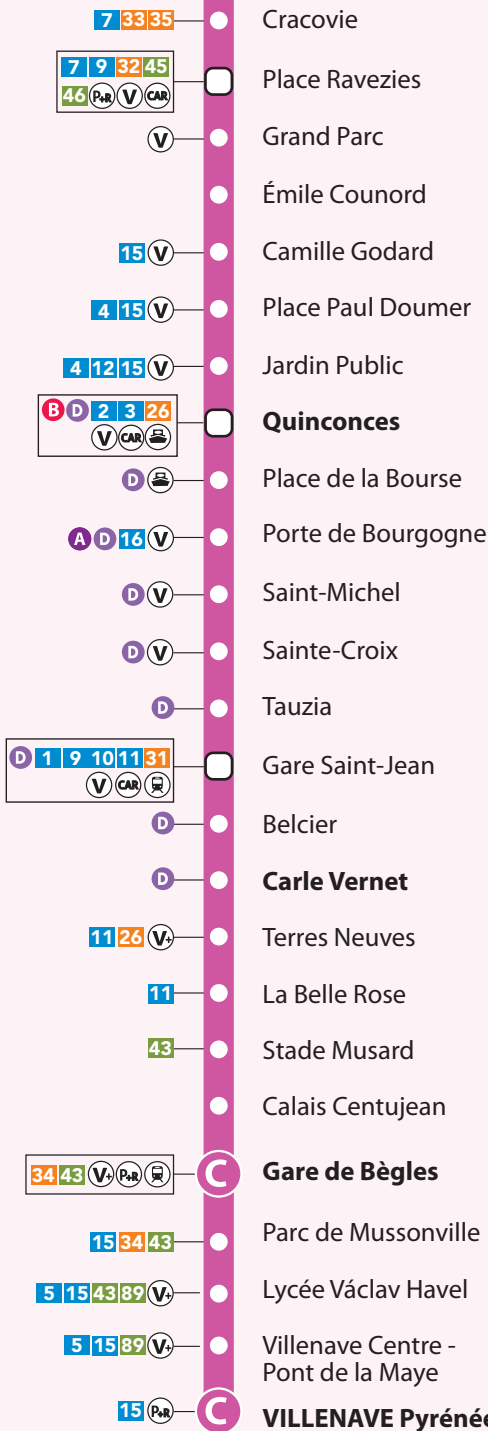 7 33 35 Cracovie
7 9 32 45
46 P+R V CAR
Place Ravezies
V Grand Parc
Émile Counord
15 V Camille Godard
4 15 V Place Paul Doumer
4 12 15 V Jardin Public
B D 2 3 26
V CAR
Quinconces
D Place de la Bourse
A D 16 V Porte de Bourgogne
D V Saint-Michel
D V Sainte-Croix
D Tauzia
D 1 9 10 11 31
V CAR
Gare Saint-Jean
D Belcier
D Carle Vernet
11 26 V+ Terres Neuves
11 La Belle Rose
43 Stade Musard
Calais Centujean
34 43 V+ P+R C Gare de Bègles
15 34 43 Parc de Mussonville
5 15 43 89 V+ Lycée Václav Havel
5 15 89 V+ Villenave Centre -
Pont de la Maye
15 P+R C VILLENAVE Pyréné